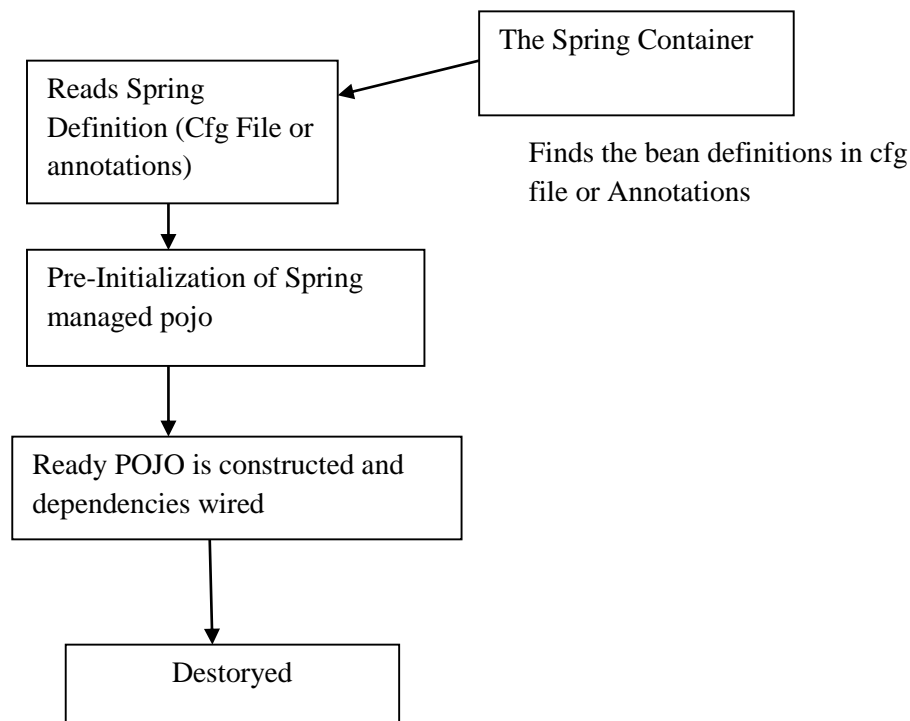 The Spring Container
Reads Spring
Definition (Cfg File or
annotations)
Finds the bean definitions in cfg
file or Annotations
Pre-Initialization of Spring
managed pojo
Ready POJO is constructed and
dependencies wired
Destoryed